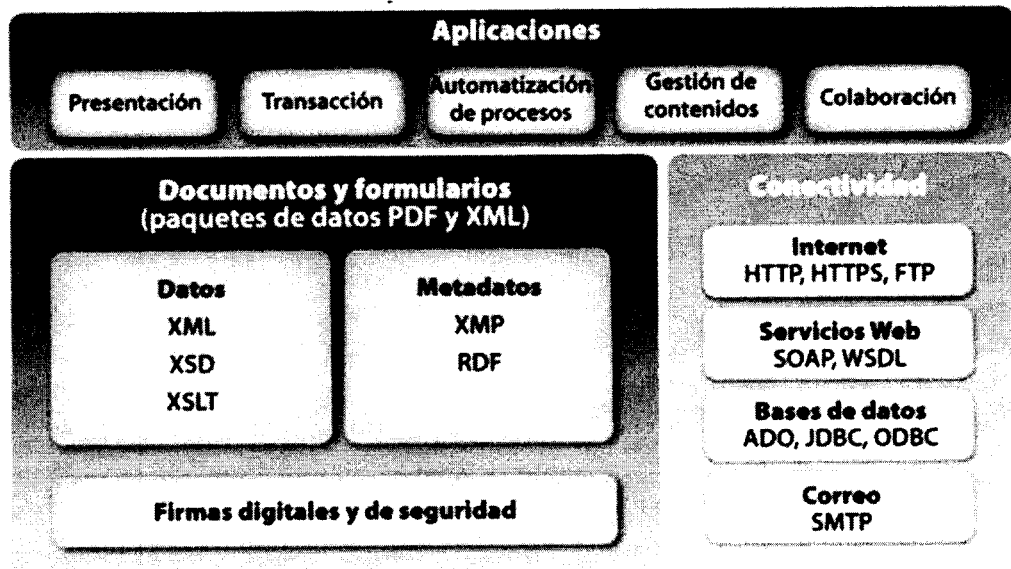 Aplicaciones
Presentación
Transacción
Automatización
de procesos
Gestión de
contenidos
Colaboración
Documentos y formularios
(paquetes de datos PDF y XML)
Datos
XML
XSD
XSLT
Metadatos
XMP
RDF
Firmas digitales y de seguridad
Conectividad
Internet
HTTP, HTTPS, FTP
Servicios Web
SOAP, WSDL
Bases de datos
ADO, JDBC, ODBC
Correo
SMTP